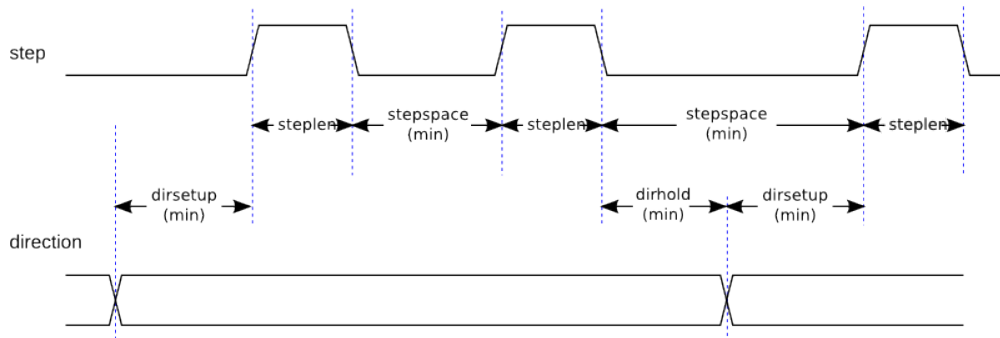 step
steplen
stepspace
(min)
steplen
stepspace
(min)
steplen
dirsetup
(min)
dirhold
(min)
dirsetup
(min)
direction